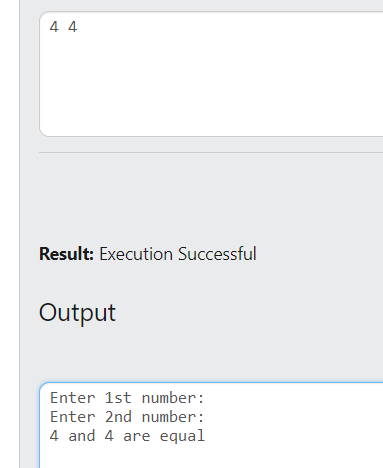 4 4
Result: Execution Successful
Output
Enter 1st number:
Enter 2nd number:
4 and 4 are equal